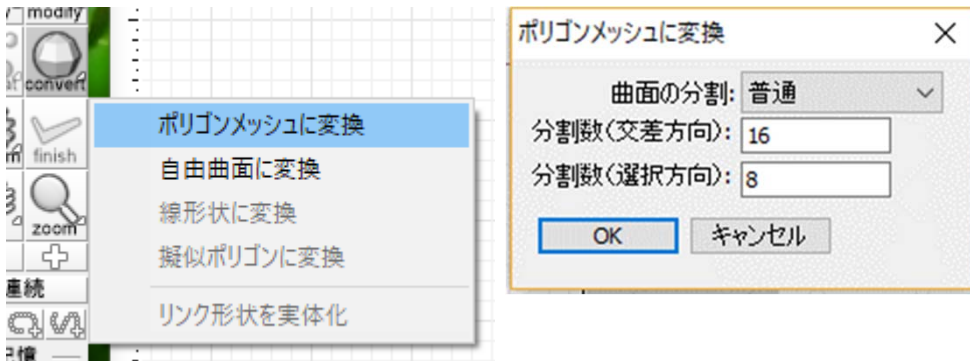 modify
convert
finish
zoom
連続
記憶
ポリゴンメッシュに変換
自由曲面に変換
線形状に変換
擬似ポリゴンに変換
リンク形状を実体化
ポリゴンメッシュに変換
曲面の分割: 普通
分割数(交差方向): 16
分割数(選択方向): 8
OK キャンセル